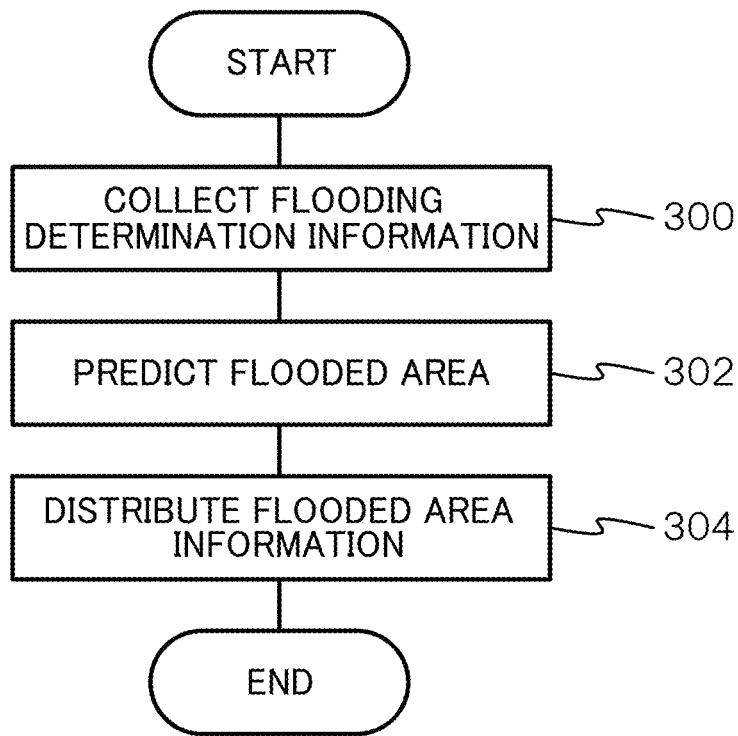 START
COLLECT FLOODING
DETERMINATION INFORMATION
300
PREDICT FLOODED AREA
302
DISTRIBUTE FLOODED AREA
INFORMATION
304
END